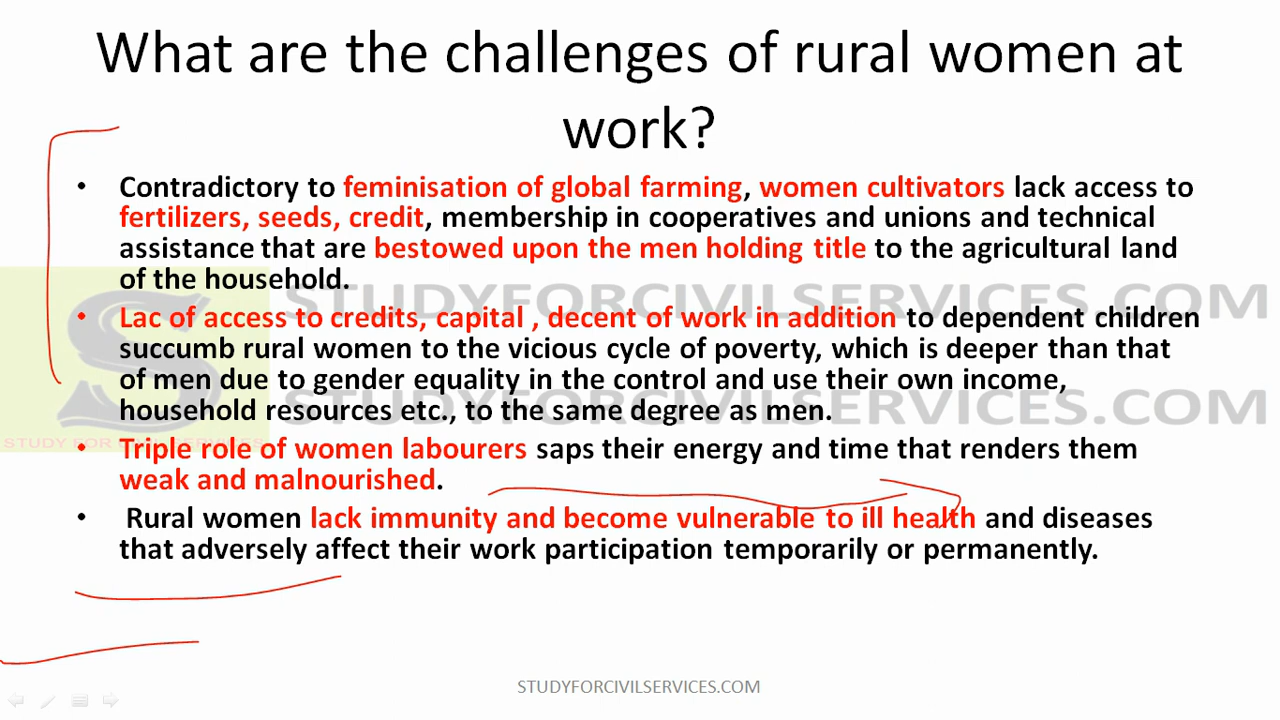 What are the challenges of rural women at
work?
• Contradictory to feminisation of global farming, women cultivators lack access to
fertilizers, seeds, credit, membership in cooperatives and unions and technical
assistance that are bestowed upon the men holding title to the agricultural land
of the household.
• Lac of access to credits, capital , decent of work in addition to dependent children
succumb rural women to the vicious cycle of poverty, which is deeper than that
of men due to gender equality in the control and use their own income,
household resources etc., to the same degree as men.
• Triple role of women labourers saps their energy and time that renders them
weak and malnourished.
• Rural women lack immunity and become vulnerable to ill health and diseases
that adversely affect their work participation temporarily or permanently.
STUDYFORCIVILSERVICES.COM
STUDYFORCIVILSERVICES.COM
STUDY FOR CIVIL SERVICES
STUDYFORCIVILSERVICES.COM